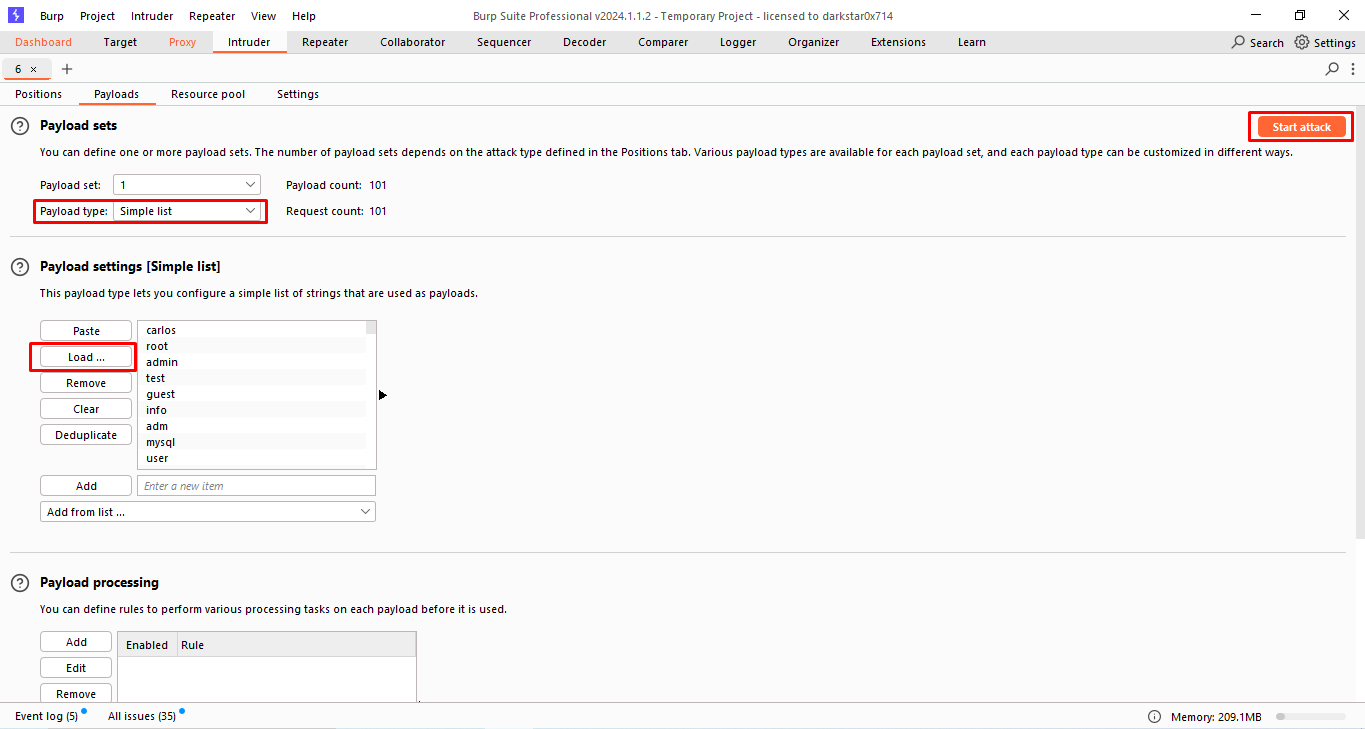 Burp Project Intruder Repeater View Help Burp Suite Professional v2024.1.1.2 - Temporary Project - licensed to darkstar0x714
Dashboard Target Proxy Intruder Repeater Collaborator Sequencer Decoder Comparer Logger Organizer Extensions Learn Search Settings
6 × +
Positions Payloads Resource pool Settings
? Payload sets
Start attack
You can define one or more payload sets. The number of payload sets depends on the attack type defined in the Positions tab. Various payload types are available for each payload set, and each payload type can be customized in different ways.
Payload set: 1 Payload count: 101
Payload type: Simple list Request count: 101
? Payload settings [Simple list]
This payload type lets you configure a simple list of strings that are used as payloads.
Paste
Load ...
Remove
Clear
Deduplicate
carlos
root
admin
test
guest
info
adm
mysql
user
Add Enter a new item
Add from list ...
? Payload processing
You can define rules to perform various processing tasks on each payload before it is used.
Add
Edit
Remove
Enabled Rule
Event log (5) All issues (35) Memory: 209.1MB